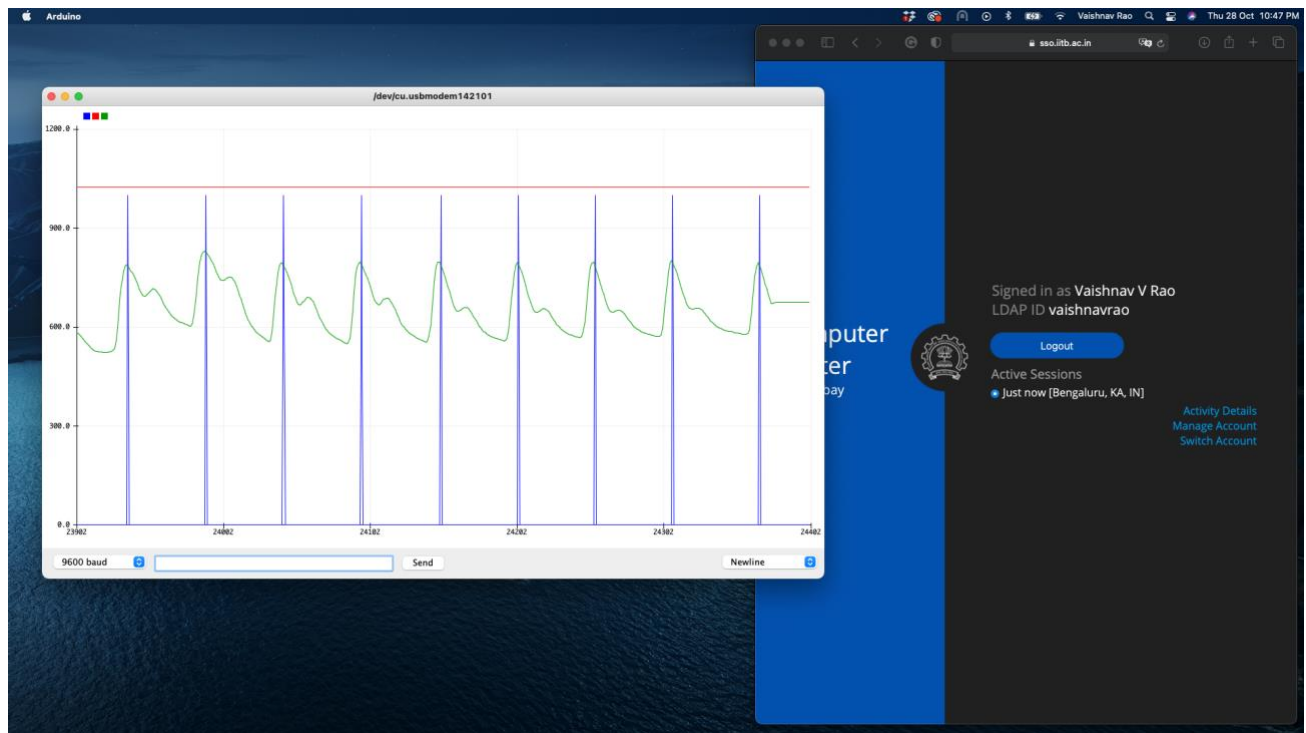 Arduino
Vaishnav Rao Thu 28 Oct 10:47 PM
sso.iitb.ac.in
/dev/cu.usbmodem142101
1200.0
900.0
600.0
300.0
0.0
23902 24002 24102 24202 24302 24402
9600 baud Send Newline
puter
ter
bay
Signed in as Vaishnav V Rao
LDAP ID vaishnavrao
Logout
Active Sessions
Just now [Bengaluru, KA, IN]
Activity Details
Manage Account
Switch Account